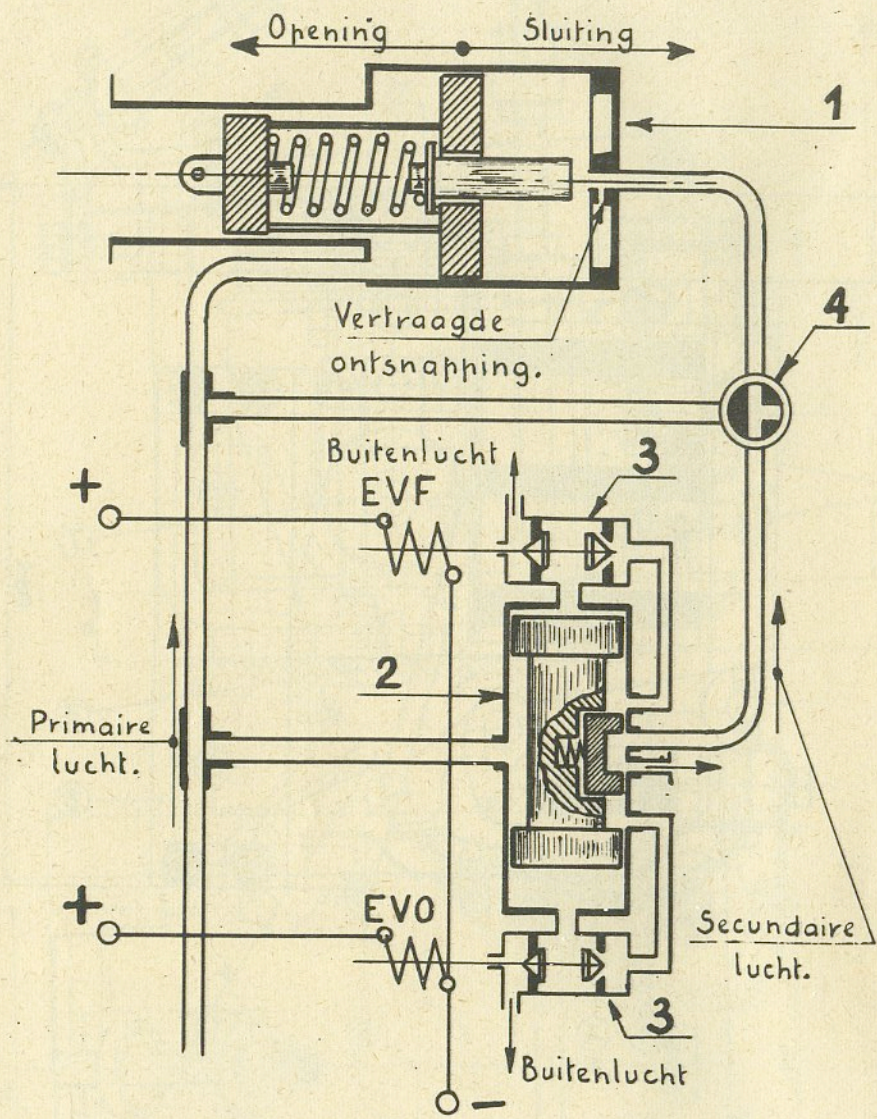 Opening
Sluiting
1
Vertraagde
ontsnapping.
4
Buitenlucht
3
EVF
+
2
Primaire
lucht.
+
EVO
Secundaire
lucht.
3
Buitenlucht
-